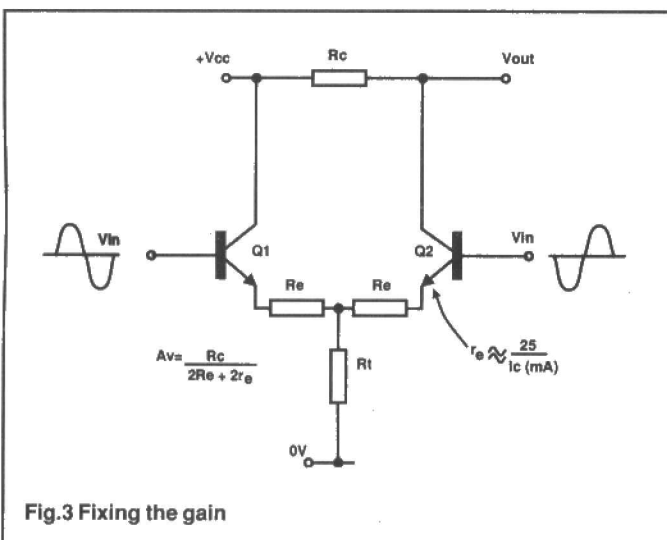 +Vcc
Rc
Vout
Vin
Q1
Q2
Vin
Re
Re
Av= Rc
2Re + 2re
Rt
re ≈ 25
Ic (mA)
0V
Fig.3 Fixing the gain